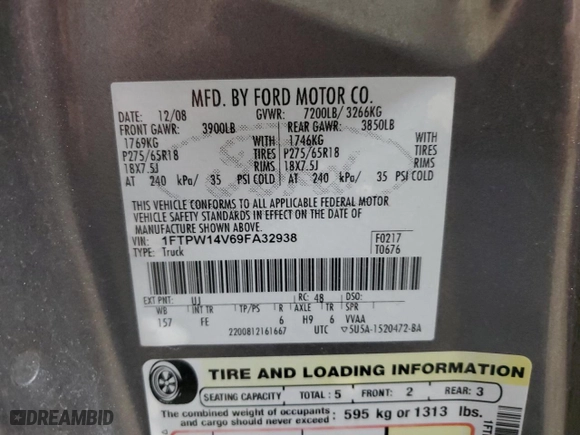 MFD. BY FORD MOTOR CO.
DATE: 12/08 GVWR: 7200LB/ 3266KG
FRONT GAWR: 3900LB REAR GAWR: 3850LB
1769KG WITH 1746KG WITH
P275/65R18 TIRES P275/65R18 TIRES
18X7.5J RIMS 18X7.5J RIMS
AT 240 kPa/ 35 PSI COLD AT 240 kPa/ 35 PSI COLD
THIS VEHICLE CONFORMS TO ALL APPLICABLE FEDERAL MOTOR
VEHICLE SAFETY STANDARDS IN EFFECT ON THE DATE OF
MANUFACTURE SHOWN ABOVE.
VIN: 1FTPW14V69FA32938 F0217
TYPE: Truck T0676
EXT PNT: UJ RC: 48 DSO:
WB INT TR TP/PS R AXLE TR SPR
157 FE 6 H9 6 VVAA
2200812161667 UTC 5U5A-1520472-BA
TIRE AND LOADING INFORMATION
SEATING CAPACITY TOTAL: 5 FRONT: 2 REAR: 3
The combined weight of occupants
and cargo should never exceed 595 kg or 1313 lbs.
DREAMBID